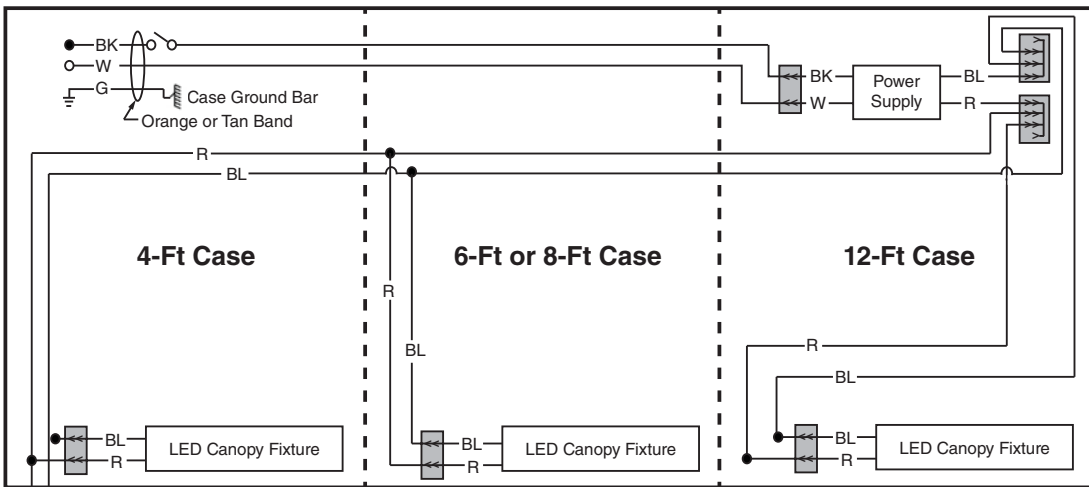 BK
W
G
Case Ground Bar
Orange or Tan Band
BK
Power
Supply
BL
W
R
R
BL
4-Ft Case
6-Ft or 8-Ft Case
12-Ft Case
R
BL
R
BL
BL
LED Canopy Fixture
R
BL
LED Canopy Fixture
R
BL
LED Canopy Fixture
R